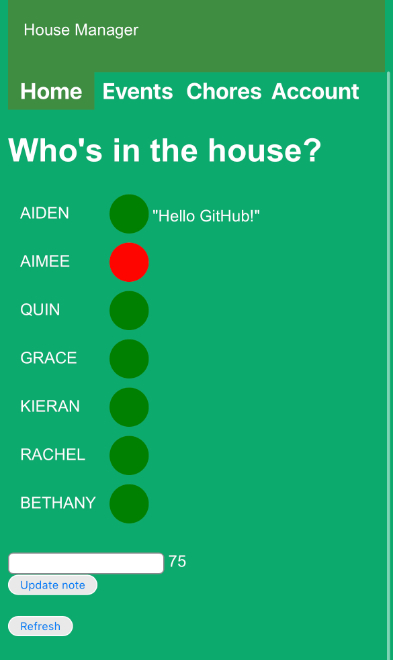 House Manager
Home Events Chores Account
Who's in the house?
AIDEN "Hello GitHub!"
AIMEE
QUIN
GRACE
KIERAN
RACHEL
BETHANY
75
Update note
Refresh